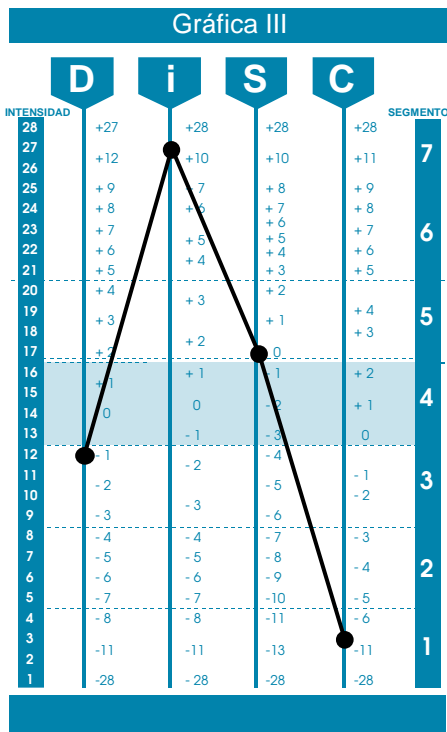 Gráfica III
D i S C
INTENSIDAD SEGMENTO
28 +27 +28 +28 +28
27 7
+12 +10 +10 +11
26
25 + 9 + 7 + 8 + 9
24 + 8 + 6 + 7 + 8
+ 6
23 + 7 + 7 6
+ 5 + 5
22 + 6 + 4 + 6
+ 4
21 + 5 + 3 + 5
20 + 4 + 2
+ 3
19 + 4 5
+ 3 + 1
18 + 3
+ 2
17 + 2 0
16 + 1 - 1 + 2
+ 1
15
0 - 2 + 1 4
14 0
13 - 1 - 3 0
12 - 1 - 4
- 2
11 - 1 3
- 2 - 5
10 - 2
- 3
9 - 3 - 6
8 - 4 - 4 - 7 - 3
7 - 5 - 5 - 8
- 4 2
6 - 6 - 6 - 9
5 - 7 - 7 -10 - 5
4 - 8 - 8 -11 - 6
3
-11 -11 -13 -11 1
2
1 -28 - 28 -28 -28